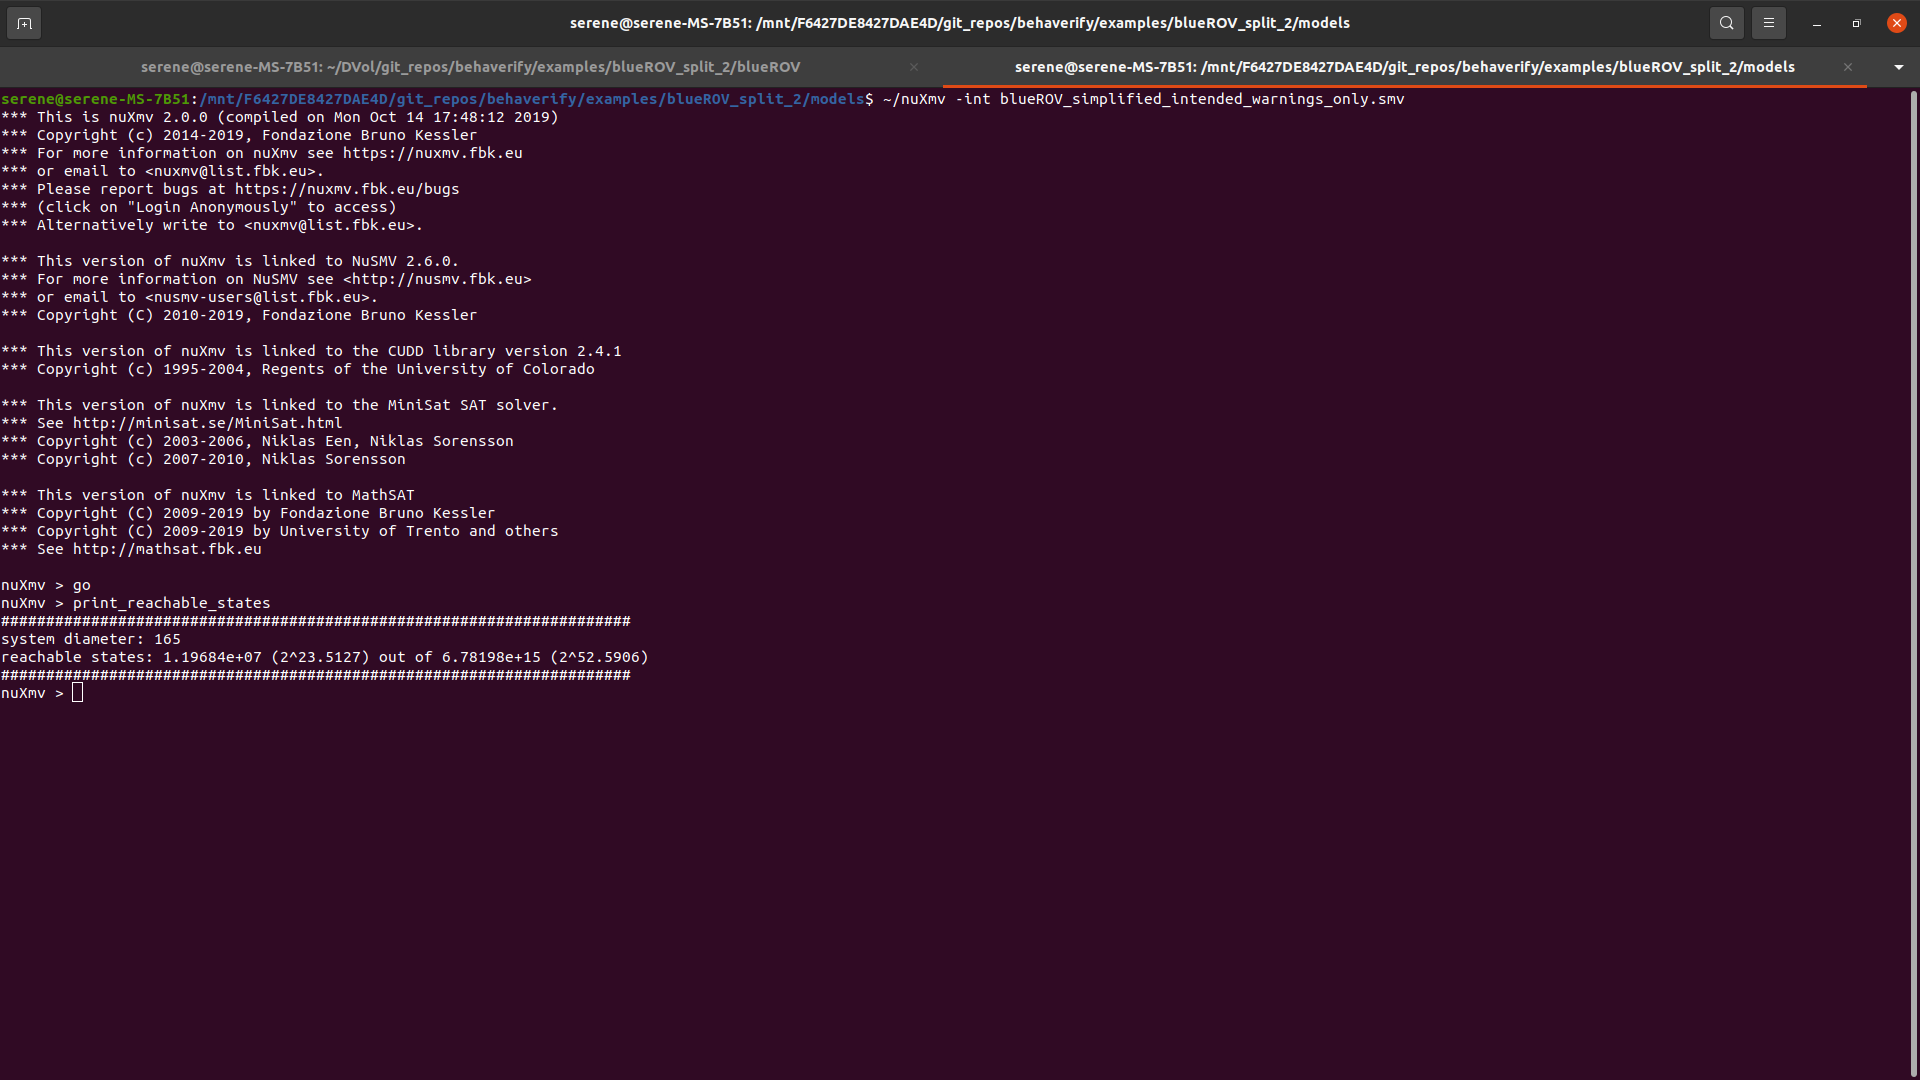 serene@serene-MS-7B51: /mnt/F6427DE8427DAE4D/git_repos/behaverify/examples/blueROV_split_2/models
serene@serene-MS-7B51: ~/DVol/git_repos/behaverify/examples/blueROV_split_2/blueROV
serene@serene-MS-7B51: /mnt/F6427DE8427DAE4D/git_repos/behaverify/examples/blueROV_split_2/models
serene@serene-MS-7B51:/mnt/F6427DE8427DAE4D/git_repos/behaverify/examples/blueROV_split_2/models$ ~/nuXmv -int blueROV_simplified_intended_warnings_only.smv
*** This is nuXmv 2.0.0 (compiled on Mon Oct 14 17:48:12 2019)
*** Copyright (c) 2014-2019, Fondazione Bruno Kessler
*** For more information on nuXmv see https://nuxmv.fbk.eu
*** or email to <nuxmv@list.fbk.eu>.
*** Please report bugs at https://nuxmv.fbk.eu/bugs
*** (click on "Login Anonymously" to access)
*** Alternatively write to <nuxmv@list.fbk.eu>.
*** This version of nuXmv is linked to NuSMV 2.6.0.
*** For more information on NuSMV see <http://nusmv.fbk.eu>
*** or email to <nusmv-users@list.fbk.eu>.
*** Copyright (C) 2010-2019, Fondazione Bruno Kessler
*** This version of nuXmv is linked to the CUDD library version 2.4.1
*** Copyright (c) 1995-2004, Regents of the University of Colorado
*** This version of nuXmv is linked to the MiniSat SAT solver.
*** See http://minisat.se/MiniSat.html
*** Copyright (c) 2003-2006, Niklas Een, Niklas Sorensson
*** Copyright (c) 2007-2010, Niklas Sorensson
*** This version of nuXmv is linked to MathSAT
*** Copyright (C) 2009-2019 by Fondazione Bruno Kessler
*** Copyright (C) 2009-2019 by University of Trento and others
*** See http://mathsat.fbk.eu
nuXmv > go
nuXmv > print_reachable_states
######################################################################
system diameter: 165
reachable states: 1.19684e+07 (2^23.5127) out of 6.78198e+15 (2^52.5906)
######################################################################
nuXmv >